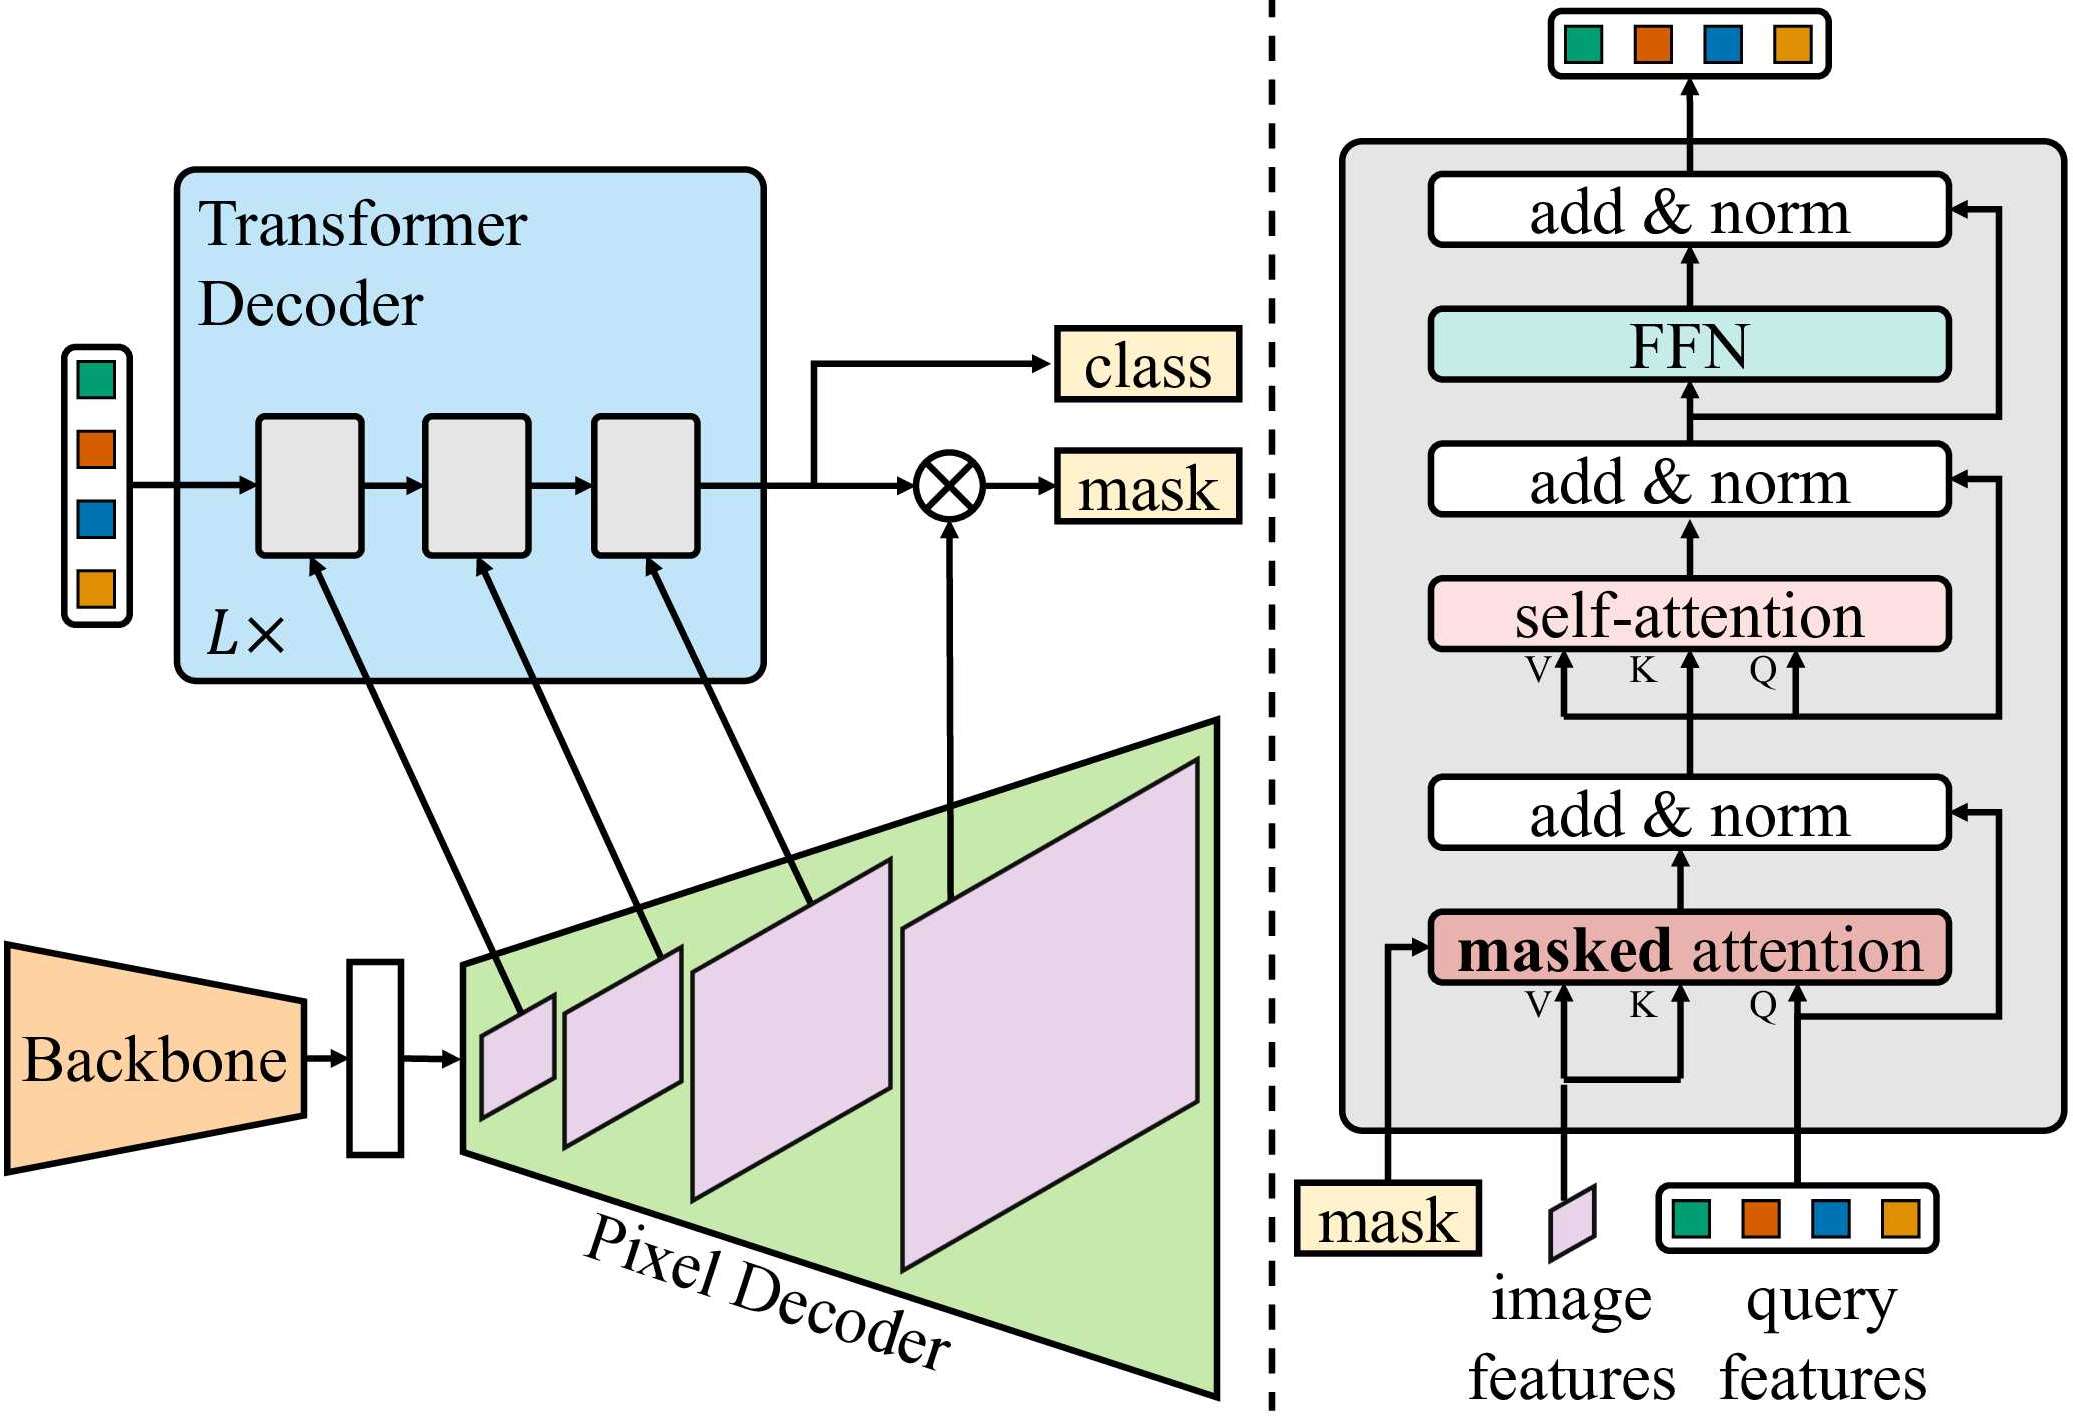 Transformer
Decoder
class
mask
L×
Backbone
Pixel Decoder
add & norm
FFN
add & norm
self-attention
V K Q
add & norm
masked attention
V K Q
mask
image
features
query
features